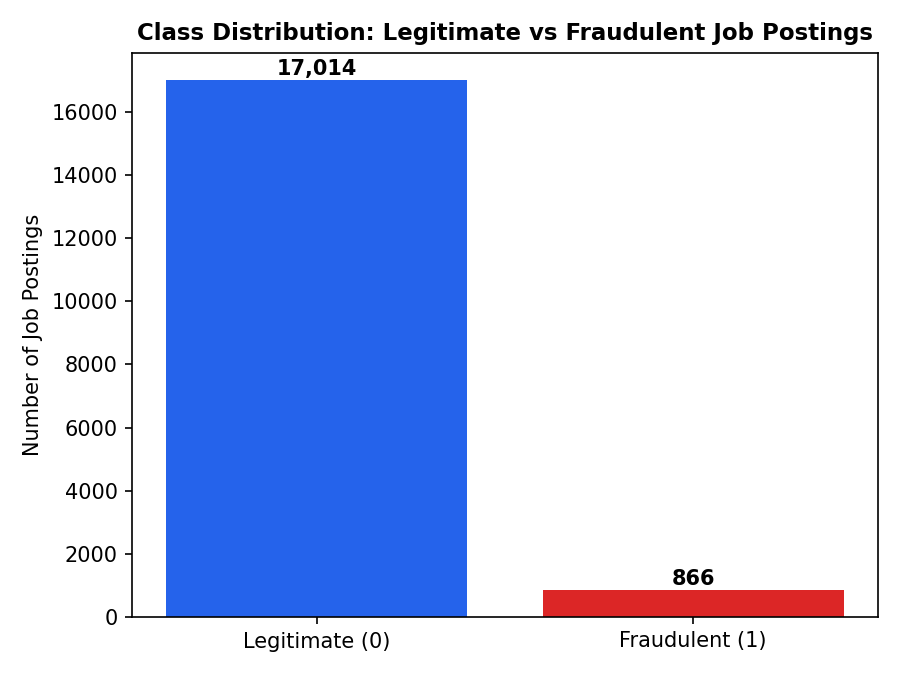 Class Distribution: Legitimate vs Fraudulent Job Postings
17,014
16000
14000
12000
10000
8000
6000
4000
2000
0
Number of Job Postings
866
Legitimate (0)
Fraudulent (1)